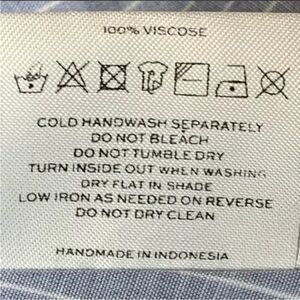 100% VISCOSE
COLD HANDWASH SEPARATELY
DO NOT BLEACH
DO NOT TUMBLE DRY
TURN INSIDE OUT WHEN WASHING
DRY FLAT IN SHADE
LOW IRON AS NEEDED ON REVERSE
DO NOT DRY CLEAN
HANDMADE IN INDONESIA